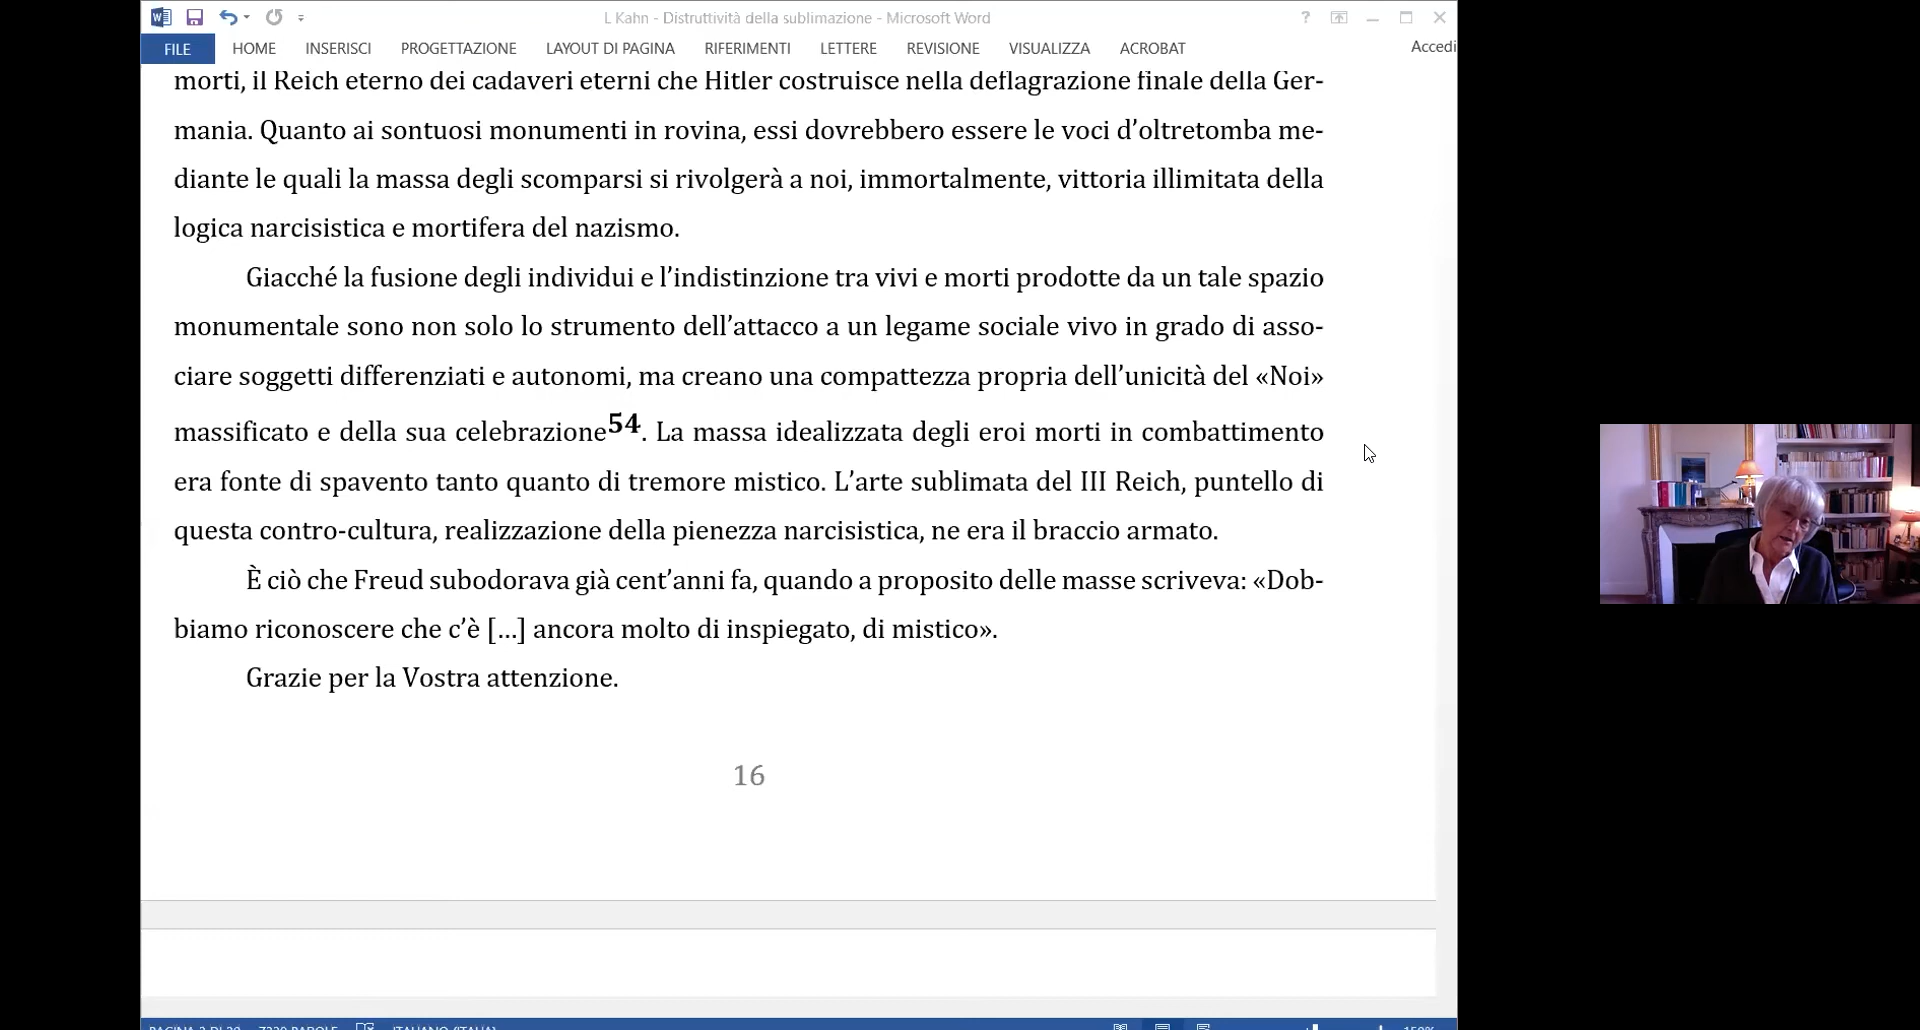 L Kahn - Distruttività della sublimazione - Microsoft Word
FILE HOME INSERISCI PROGETTAZIONE LAYOUT DI PAGINA RIFERIMENTI LETTERE REVISIONE VISUALIZZA ACROBAT Accedi
morti, il Reich eterno dei cadaveri eterni che Hitler costruisce nella deflagrazione finale della Ger-
mania. Quanto ai sontuosi monumenti in rovina, essi dovrebbero essere le voci d’oltretomba me-
diante le quali la massa degli scomparsi si rivolgerà a noi, immortalmente, vittoria illimitata della
logica narcisistica e mortifera del nazismo.
Giacché la fusione degli individui e l’indistinzione tra vivi e morti prodotte da un tale spazio
monumentale sono non solo lo strumento dell’attacco a un legame sociale vivo in grado di asso-
ciare soggetti differenziati e autonomi, ma creano una compattezza propria dell’unicità del «Noi»
massificato e della sua celebrazione54. La massa idealizzata degli eroi morti in combattimento
era fonte di spavento tanto quanto di tremore mistico. L’arte sublimata del III Reich, puntello di
questa contro-cultura, realizzazione della pienezza narcisistica, ne era il braccio armato.
È ciò che Freud subodorava già cent’anni fa, quando a proposito delle masse scriveva: «Dob-
biamo riconoscere che c’è [...] ancora molto di inspiegato, di mistico».
Grazie per la Vostra attenzione.
16